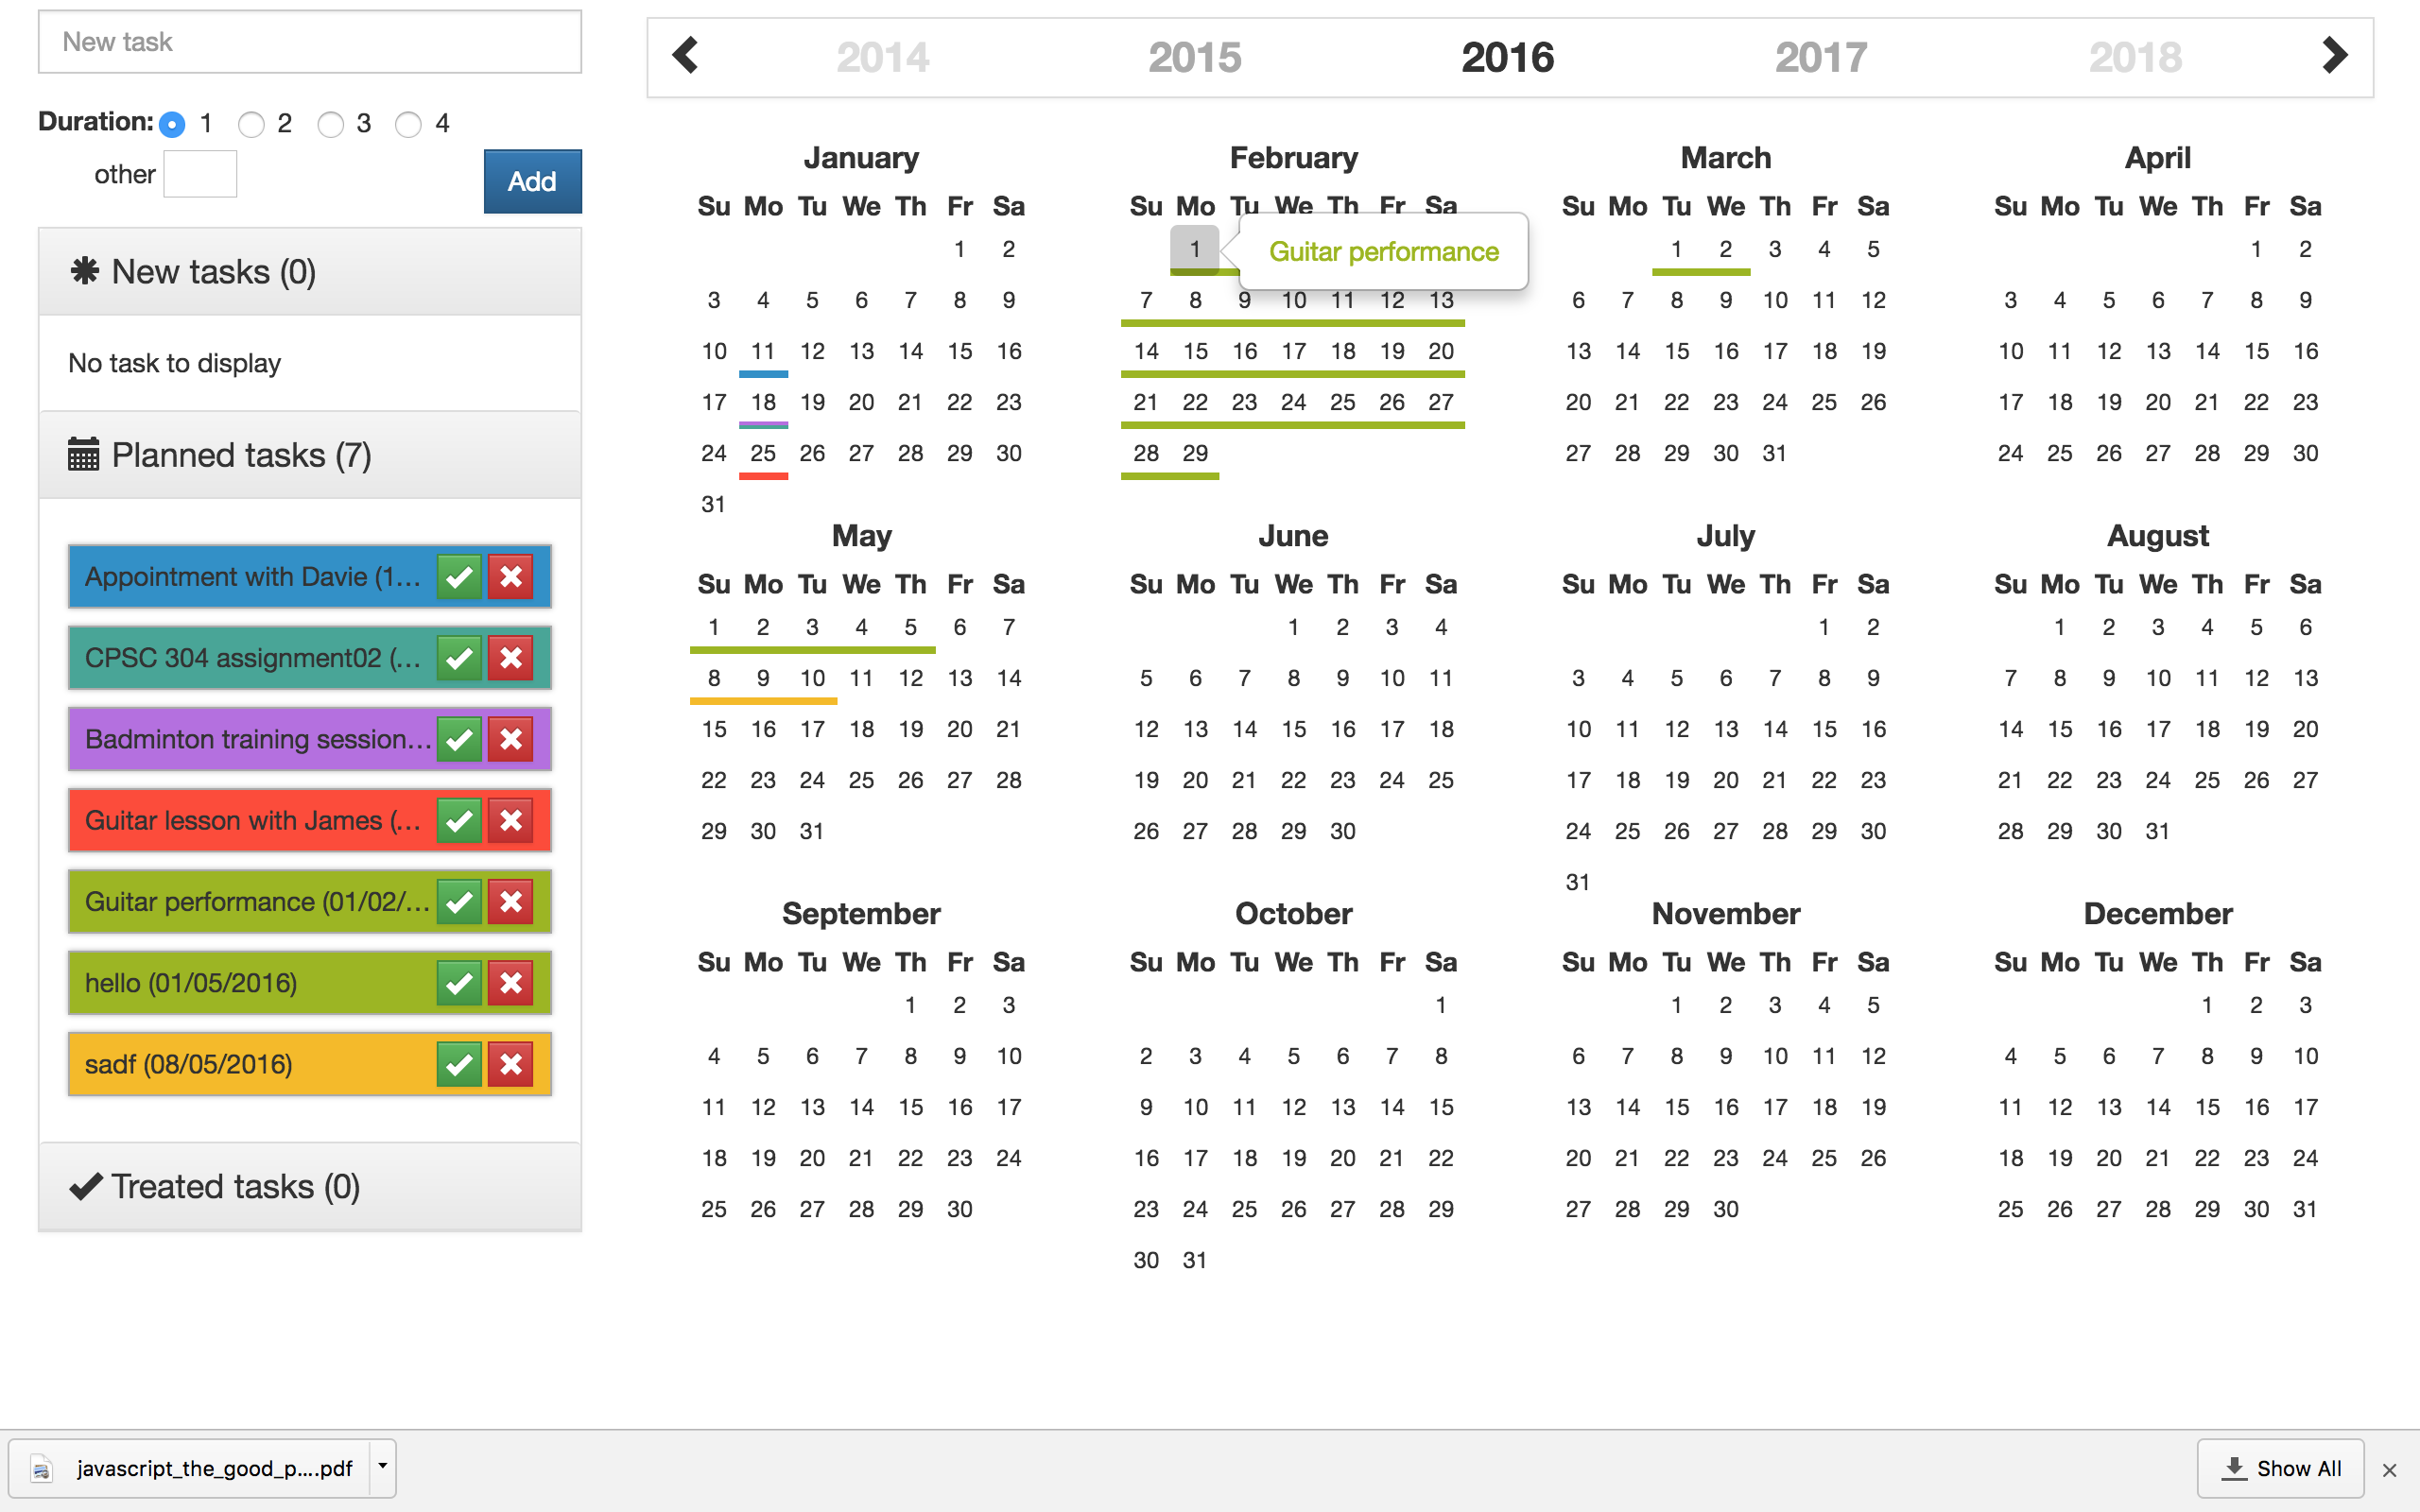 New task
Duration: 1 2 3 4
other
Add
New tasks (0)
No task to display
Planned tasks (7)
Appointment with Davie (1...
CPSC 304 assignment02 (...
Badminton training session...
Guitar lesson with James (...
Guitar performance (01/02/...
hello (01/05/2016)
sadf (08/05/2016)
Treated tasks (0)
2014 2015 2016 2017 2018
January
Su Mo Tu We Th Fr Sa
1 2
3 4 5 6 7 8 9
10 11 12 13 14 15 16
17 18 19 20 21 22 23
24 25 26 27 28 29 30
31
February
Su Mo Tu We Th Fr Sa
1
Guitar performance
7 8 9 10 11 12 13
14 15 16 17 18 19 20
21 22 23 24 25 26 27
28 29
March
Su Mo Tu We Th Fr Sa
1 2 3 4 5
6 7 8 9 10 11 12
13 14 15 16 17 18 19
20 21 22 23 24 25 26
27 28 29 30 31
April
Su Mo Tu We Th Fr Sa
1 2
3 4 5 6 7 8 9
10 11 12 13 14 15 16
17 18 19 20 21 22 23
24 25 26 27 28 29 30
May
Su Mo Tu We Th Fr Sa
1 2 3 4 5 6 7
8 9 10 11 12 13 14
15 16 17 18 19 20 21
22 23 24 25 26 27 28
29 30 31
June
Su Mo Tu We Th Fr Sa
1 2 3 4
5 6 7 8 9 10 11
12 13 14 15 16 17 18
19 20 21 22 23 24 25
26 27 28 29 30
July
Su Mo Tu We Th Fr Sa
1 2
3 4 5 6 7 8 9
10 11 12 13 14 15 16
17 18 19 20 21 22 23
24 25 26 27 28 29 30
31
August
Su Mo Tu We Th Fr Sa
1 2 3 4 5 6
7 8 9 10 11 12 13
14 15 16 17 18 19 20
21 22 23 24 25 26 27
28 29 30 31
September
Su Mo Tu We Th Fr Sa
1 2 3
4 5 6 7 8 9 10
11 12 13 14 15 16 17
18 19 20 21 22 23 24
25 26 27 28 29 30
October
Su Mo Tu We Th Fr Sa
1
2 3 4 5 6 7 8
9 10 11 12 13 14 15
16 17 18 19 20 21 22
23 24 25 26 27 28 29
30 31
November
Su Mo Tu We Th Fr Sa
1 2 3 4 5
6 7 8 9 10 11 12
13 14 15 16 17 18 19
20 21 22 23 24 25 26
27 28 29 30
December
Su Mo Tu We Th Fr Sa
1 2 3
4 5 6 7 8 9 10
11 12 13 14 15 16 17
18 19 20 21 22 23 24
25 26 27 28 29 30 31
javascript_the_good_p....pdf
Show All